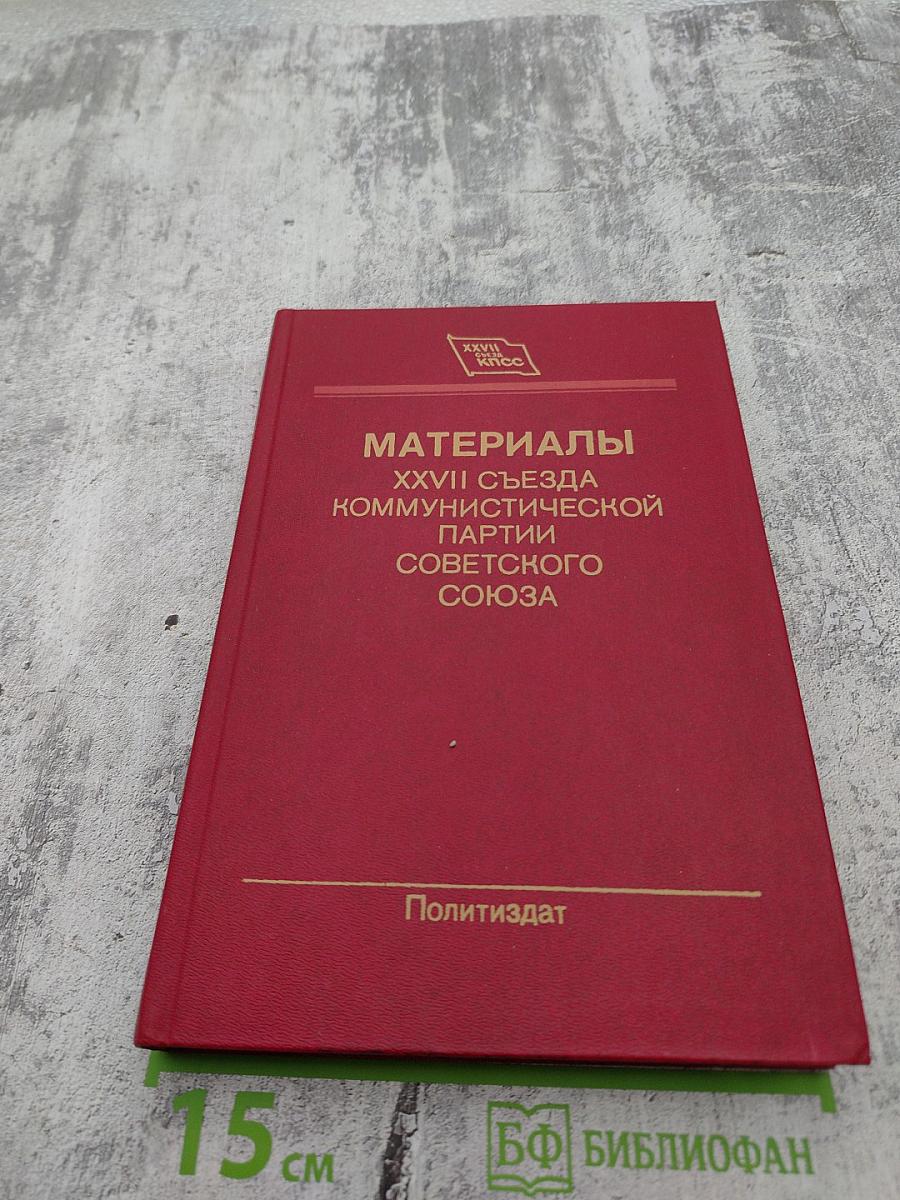 XXVII
СЪЕЗД
КПСС
МАТЕРИАЛЫ
XXVII СЪЕЗДА
КОММУНИСТИЧЕСКОЙ
ПАРТИИ
СОВЕТСКОГО
СОЮЗА
Политиздат
15 см
БФ БИБЛИОФАН